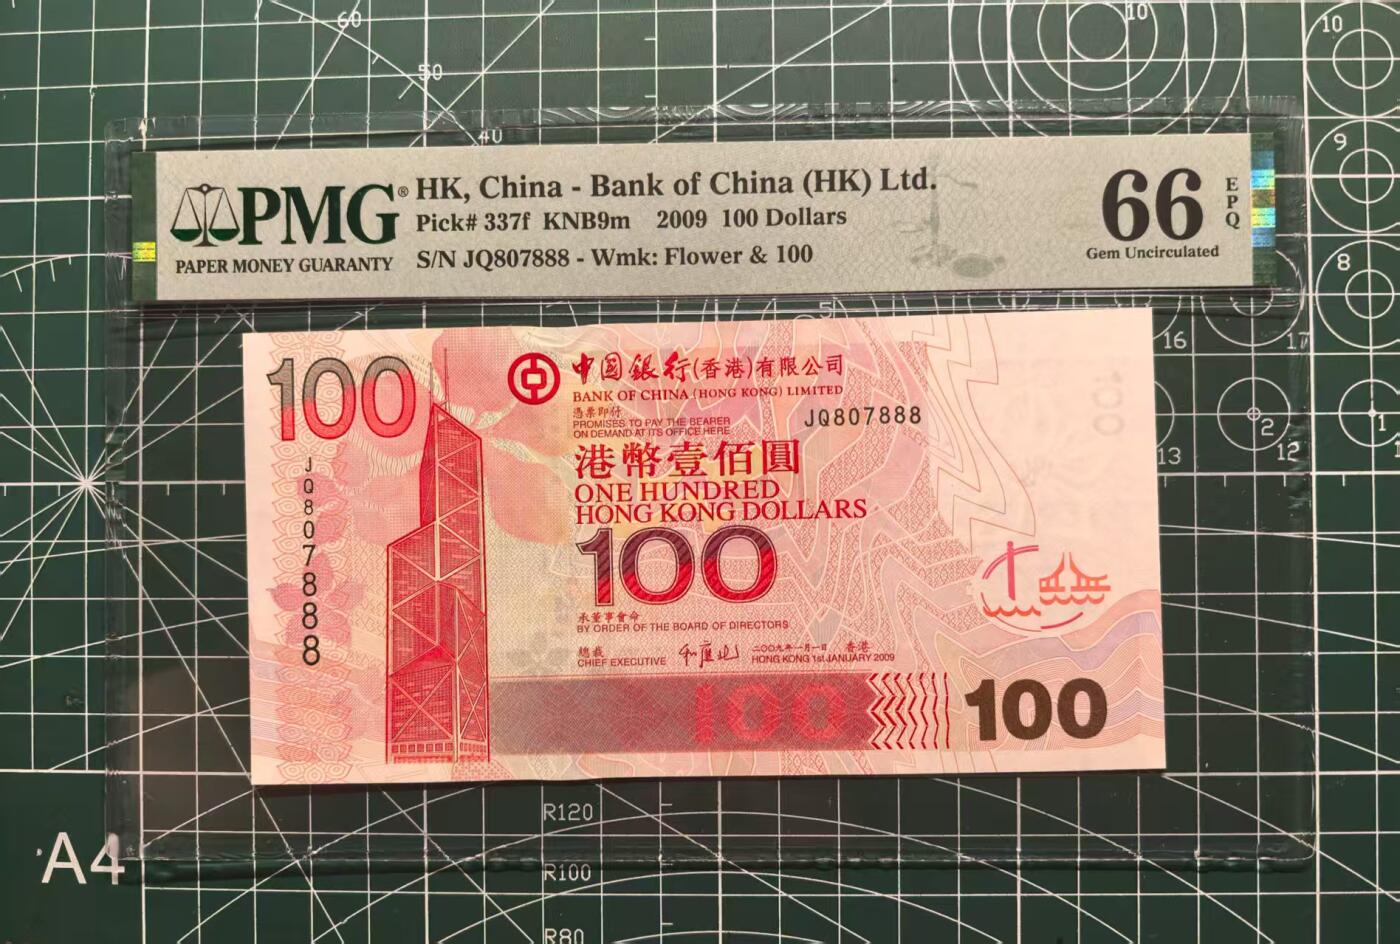 60
50
40
10
10
9
8
PMG®
PAPER MONEY GUARANTY
HK, China - Bank of China (HK) Ltd.
Pick# 337f KNB9m 2009 100 Dollars
S/N JQ807888 - Wmk: Flower & 100
66
EPQ
Gem Uncirculated
5
16
17
13
12
2
1
100
中国銀行(香港)有限公司
BANK OF CHINA (HONG KONG) LIMITED
憑票即付
PROMISES TO PAY THE BEARER
ON DEMAND AT ITS OFFICE HERE
JQ807888
港幣壹佰圓
ONE HUNDRED
HONG KONG DOLLARS
100
JQ807888
承董事會命
BY ORDER OF THE BOARD OF DIRECTORS
總裁
CHIEF EXECUTIVE
二〇〇九年一月一日 香港
HONG KONG 1st JANUARY 2009
100
100
A4
R120
R100
R80